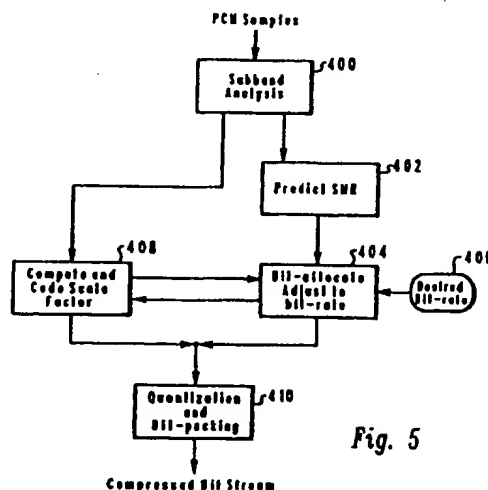 PCM Samples
400
Subband
Analysis
402
Predict SMR
408
Compute and
Code Scale
Factor
404
Bit-allocate
Adjust to
bit-rate
406
Desired
Bit-rate
410
Quantization
and
Bit-packing
Fig. 5
Compressed Bit Stream